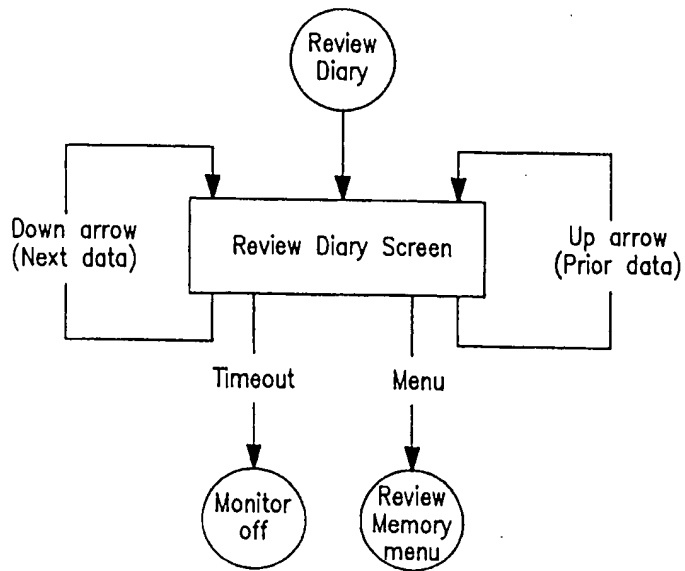 Review
Diary
Down arrow
(Next data)
Review Diary Screen
Up arrow
(Prior data)
Timeout
Menu
Monitor
off
Review
Memory
menu